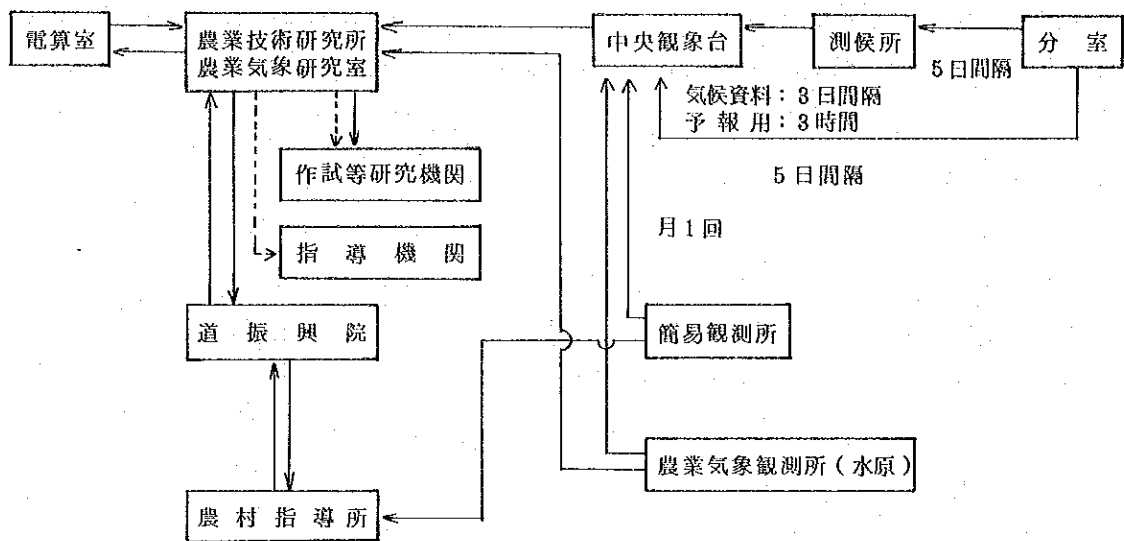 電算室
農業技術研究所
農業気象研究室
中央観象台
測候所
分室
5日間隔
気候資料：3日間隔
予報用：3時間
5日間隔
作試等研究機関
月1回
指導機関
道振興院
簡易観測所
農業気象観測所（水原）
農村指導所